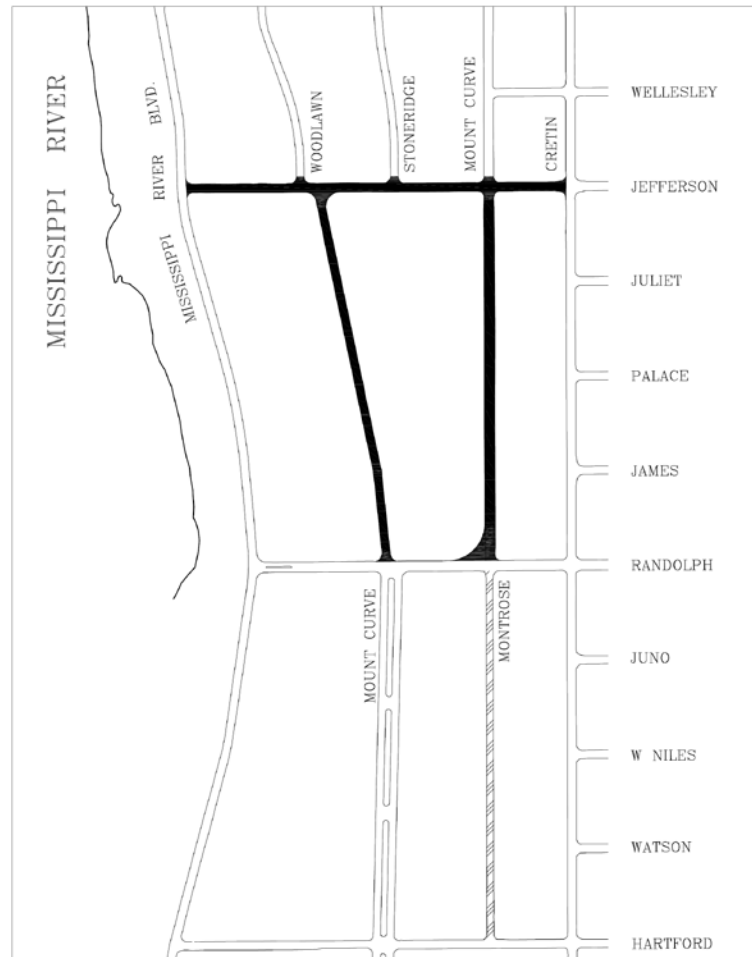 MISSISSIPPI RIVER
MISSISSIPPI RIVER BLVD.
WOODLAWN
STONERIDGE
MOUNT CURVE
CRETIN
WELLESLEY
JEFFERSON
JULIET
PALACE
JAMES
RANDOLPH
MOUNT CURVE
MONTROSE
JUNO
W NILES
WATSON
HARTFORD